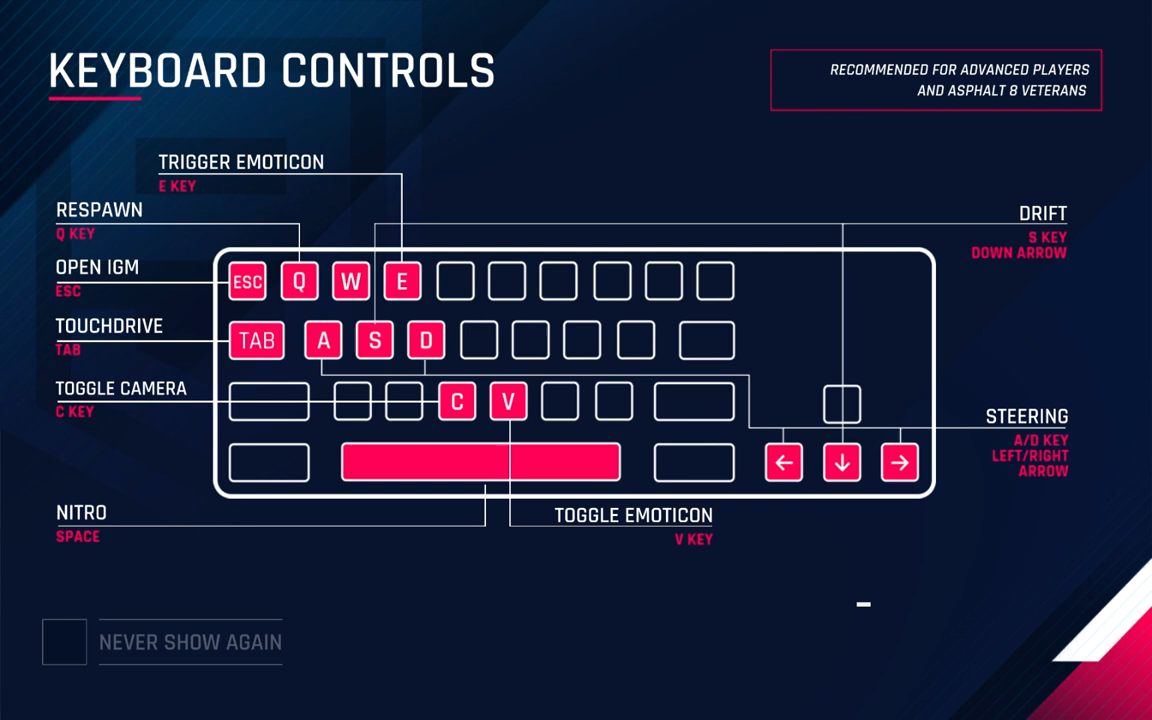 KEYBOARD CONTROLS
RECOMMENDED FOR ADVANCED PLAYERS
AND ASPHALT 8 VETERANS
TRIGGER EMOTICON
E KEY
RESPAWN
Q KEY
DRIFT
S KEY
DOWN ARROW
OPEN IGM
ESC
ESC Q W E
TOUCHDRIVE
TAB
TAB A S D
TOGGLE CAMERA
C KEY
C V
STEERING
A/D KEY
LEFT/RIGHT
ARROW
← ↓ →
NITRO
SPACE
TOGGLE EMOTICON
V KEY
NEVER SHOW AGAIN